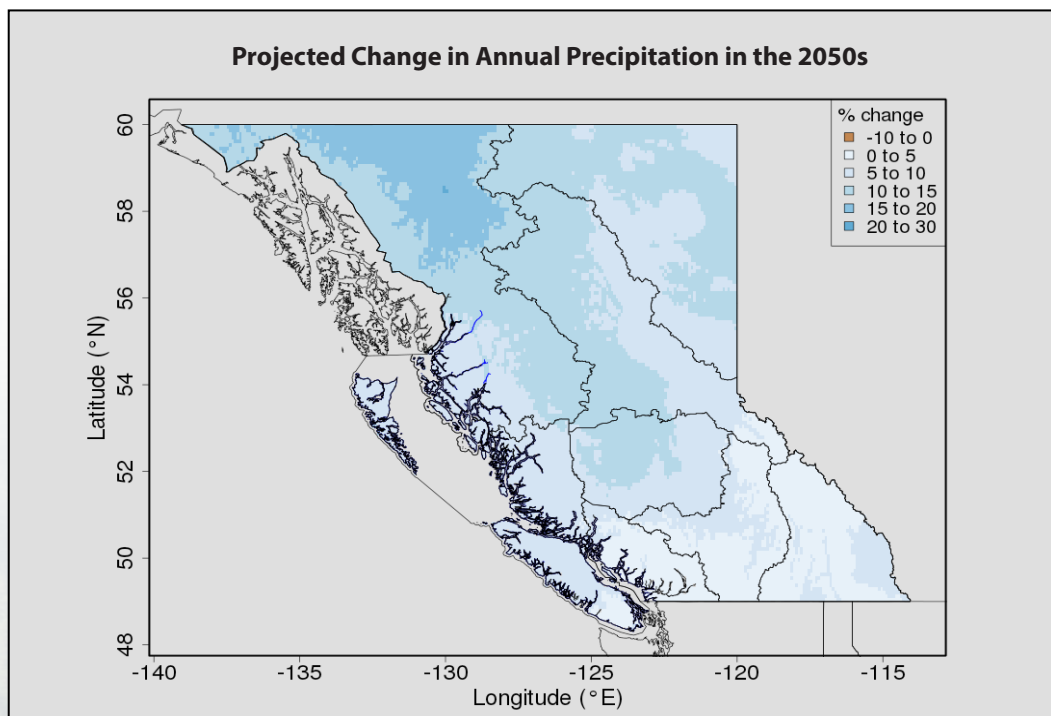 Projected Change in Annual Precipitation in the 2050s
% change
-10 to 0
0 to 5
5 to 10
10 to 15
15 to 20
20 to 30
Latitude (°N)
60
58
56
54
52
50
48
-140
-135
-130
-125
-120
-115
Longitude (°E)